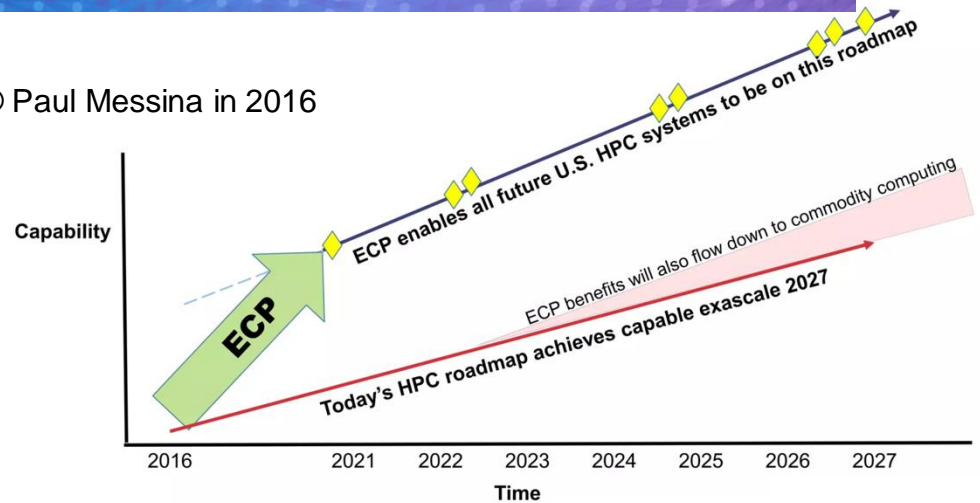 © Paul Messina in 2016
ECP enables all future U.S. HPC systems to be on this roadmap
Capability
ECP benefits will also flow down to commodity computing
ECP
Today's HPC roadmap achieves capable exascale 2027
2016 2021 2022 2023 2024 2025 2026 2027
Time